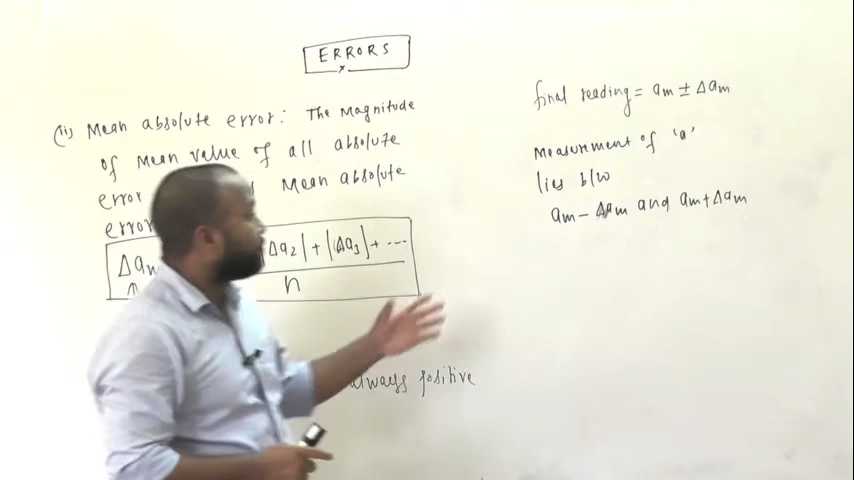 ERRORS
(ii) Mean absolute error: The Magnitude
of Mean value of all absolute
error Mean absolute
error
Δam |Δa2| + |Δa3| + ----
n
always positive
final reading = am ± Δam
Measurement of 'a'
lies b/w
am - Δam and am + Δam